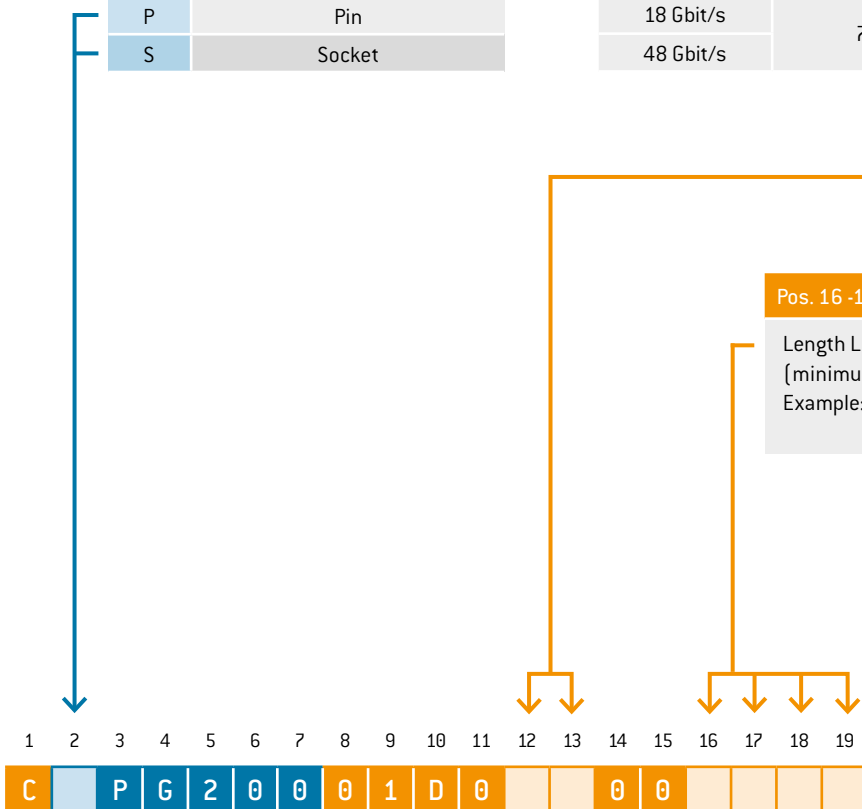 P Pin 18 Gbit/s
S Socket 48 Gbit/s
Pos. 16 -1
Length L
Example:
1 2 3 4 5 6 7 8 9 10 11 12 13 14 15 16 17 18 19
C P G 2 0 0 0 1 D 0 0 0